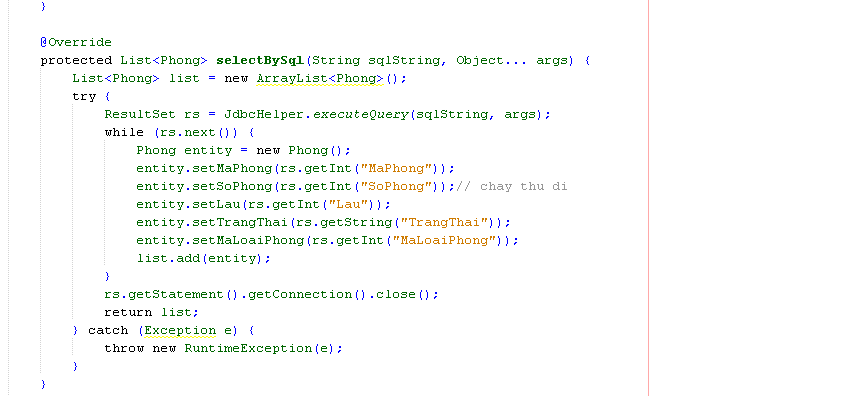 }
@Override
protected List<Phong> selectBySql(String sqlString, Object... args) {
List<Phong> list = new ArrayList<Phong>();
try {
ResultSet rs = JdbcHelper.executeQuery(sqlString, args);
while (rs.next()) {
Phong entity = new Phong();
entity.setMaPhong(rs.getInt("MaPhong"));
entity.setSoPhong(rs.getInt("SoPhong"));// chay thu di
entity.setLau(rs.getInt("Lau"));
entity.setTrangThai(rs.getString("TrangThai"));
entity.setMaLoaiPhong(rs.getInt("MaLoaiPhong"));
list.add(entity);
}
rs.getStatement().getConnection().close();
return list;
} catch (Exception e) {
throw new RuntimeException(e);
}
}